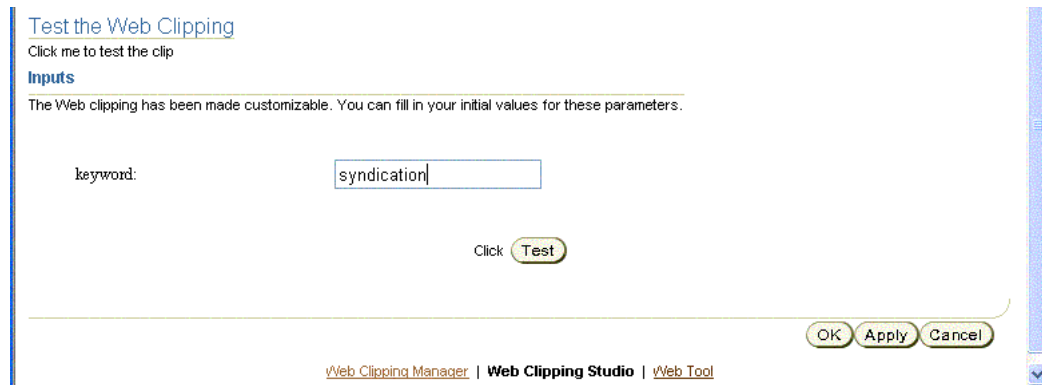 Test the Web Clipping
Click me to test the clip
Inputs
The Web clipping has been made customizable. You can fill in your initial values for these parameters.
keyword: syndication
Click Test
OK Apply Cancel
Web Clipping Manager | Web Clipping Studio | Web Tool